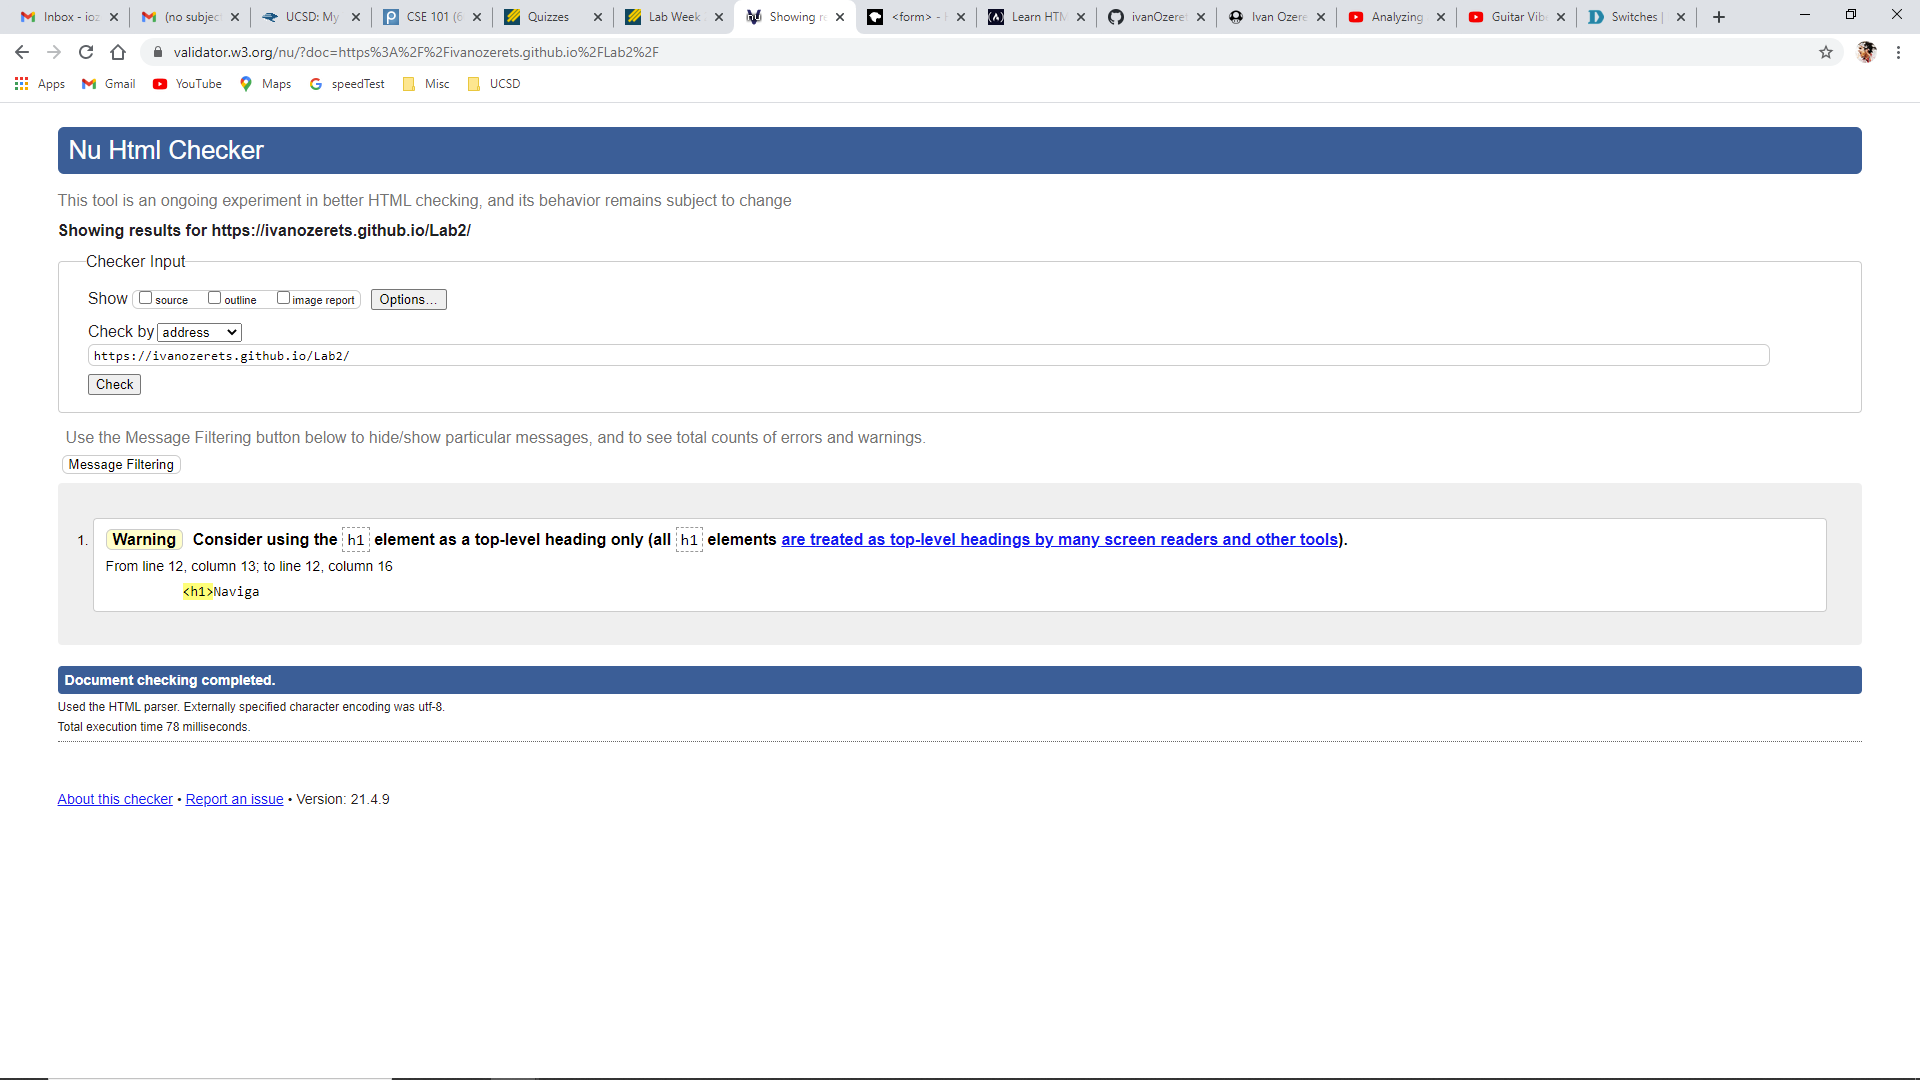 Inbox - ioz
(no subjec
UCSD: My
CSE 101 (6
Quizzes
Lab Week
Showing re
<form> - H
Learn HTM
ivanOzeret
Ivan Ozere
Analyzing
Guitar Vib
Switches |
validator.w3.org/nu/?doc=https%3A%2F%2Fivanozerets.github.io%2FLab2%2F
Apps Gmail YouTube Maps speedTest Misc UCSD
Nu Html Checker
This tool is an ongoing experiment in better HTML checking, and its behavior remains subject to change
Showing results for https://ivanozerets.github.io/Lab2/
Checker Input
Show source outline image report Options...
Check by address
https://ivanozerets.github.io/Lab2/
Check
Use the Message Filtering button below to hide/show particular messages, and to see total counts of errors and warnings.
Message Filtering
1. Warning Consider using the h1 element as a top-level heading only (all h1 elements are treated as top-level headings by many screen readers and other tools).
From line 12, column 13; to line 12, column 16
<h1>Naviga
Document checking completed.
Used the HTML parser. Externally specified character encoding was utf-8.
Total execution time 78 milliseconds.
About this checker • Report an issue • Version: 21.4.9